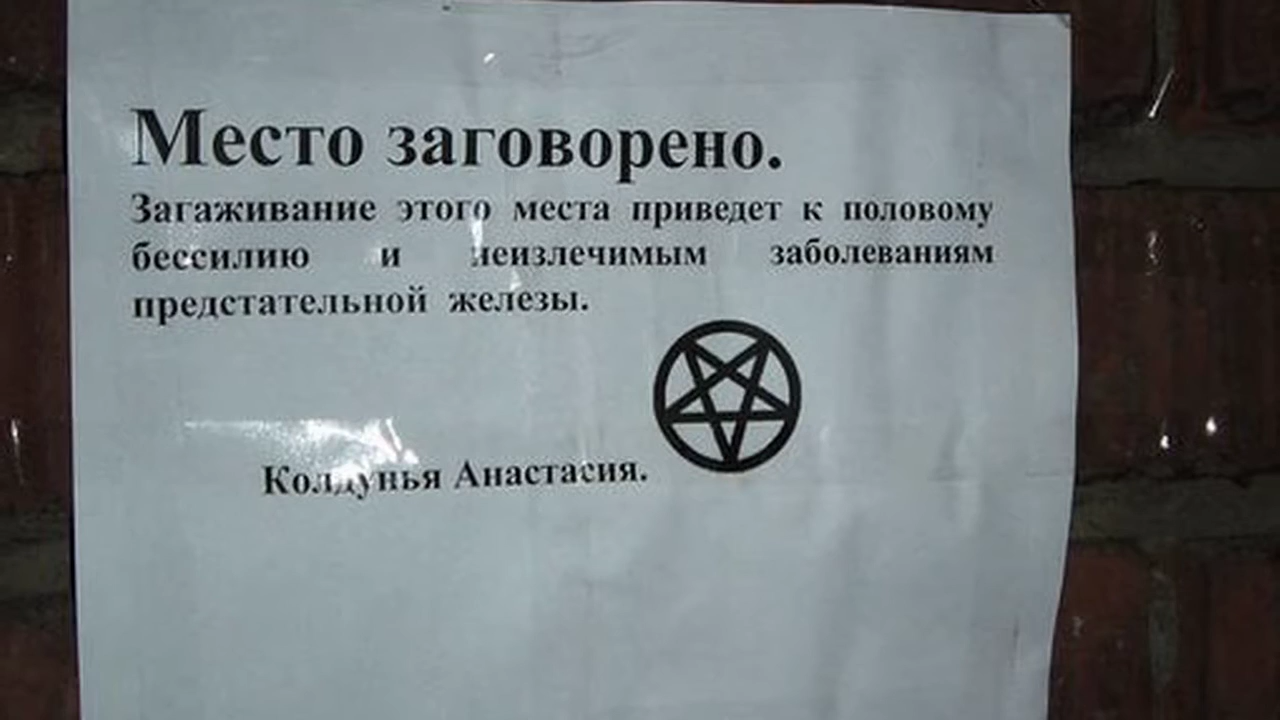 Место заговорено.
Загаживание этого места приведет к половому
бессилию и неизлечимым заболеваниям
предстательной железы.
Колдунья Анастасия.